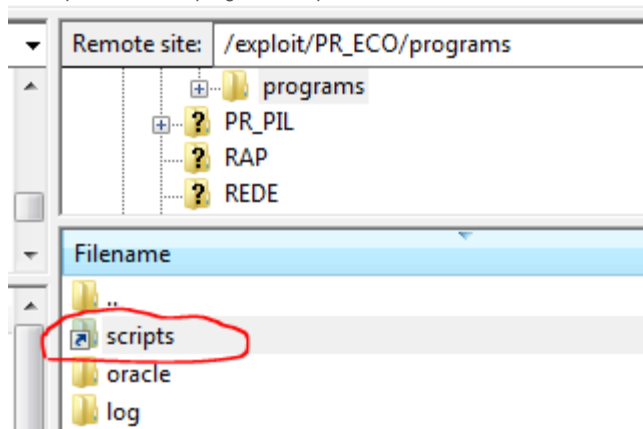 Remote site: /exploit/PR_ECO/programs
programs
PR_PIL
RAP
REDE
Filename
..
scripts
oracle
log